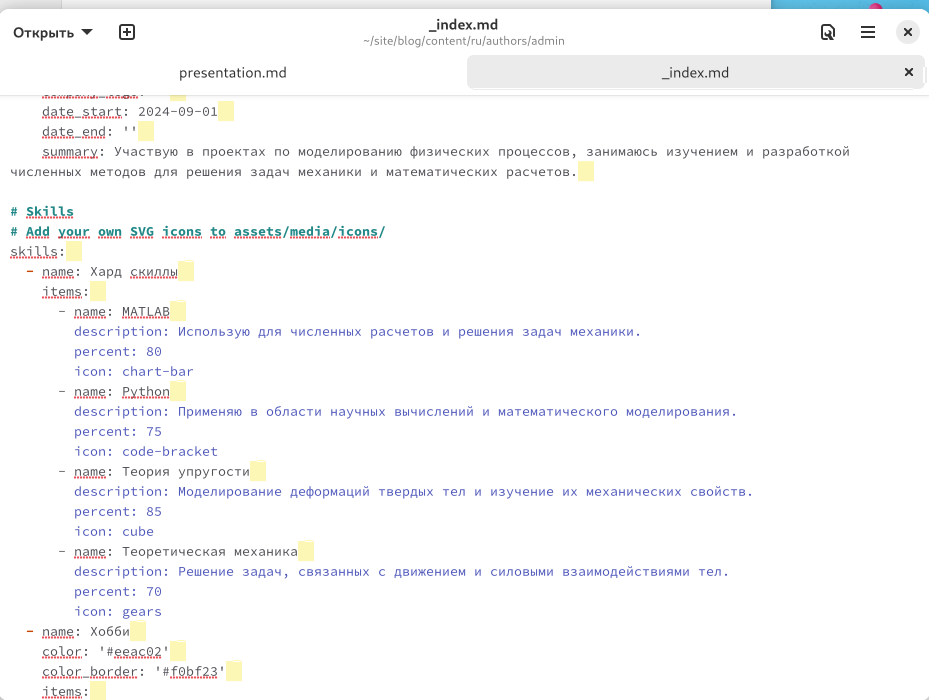 Открыть
_index.md
~/site/blog/content/ru/authors/admin
presentation.md
_index.md
date_start: 2024-09-01
date_end: ''
summary: Участвую в проектах по моделированию физических процессов, занимаюсь изучением и разработкой
численных методов для решения задач механики и математических расчетов.
# Skills
# Add your own SVG icons to assets/media/icons/
skills:
- name: Хард скиллы
items:
- name: MATLAB
description: Использую для численных расчетов и решения задач механики.
percent: 80
icon: chart-bar
- name: Python
description: Применяю в области научных вычислений и математического моделирования.
percent: 75
icon: code-bracket
- name: Теория упругости
description: Моделирование деформаций твердых тел и изучение их механических свойств.
percent: 85
icon: cube
- name: Теоретическая механика
description: Решение задач, связанных с движением и силовыми взаимодействиями тел.
percent: 70
icon: gears
- name: Хобби
color: '#eeac02'
color_border: '#f0bf23'
items: